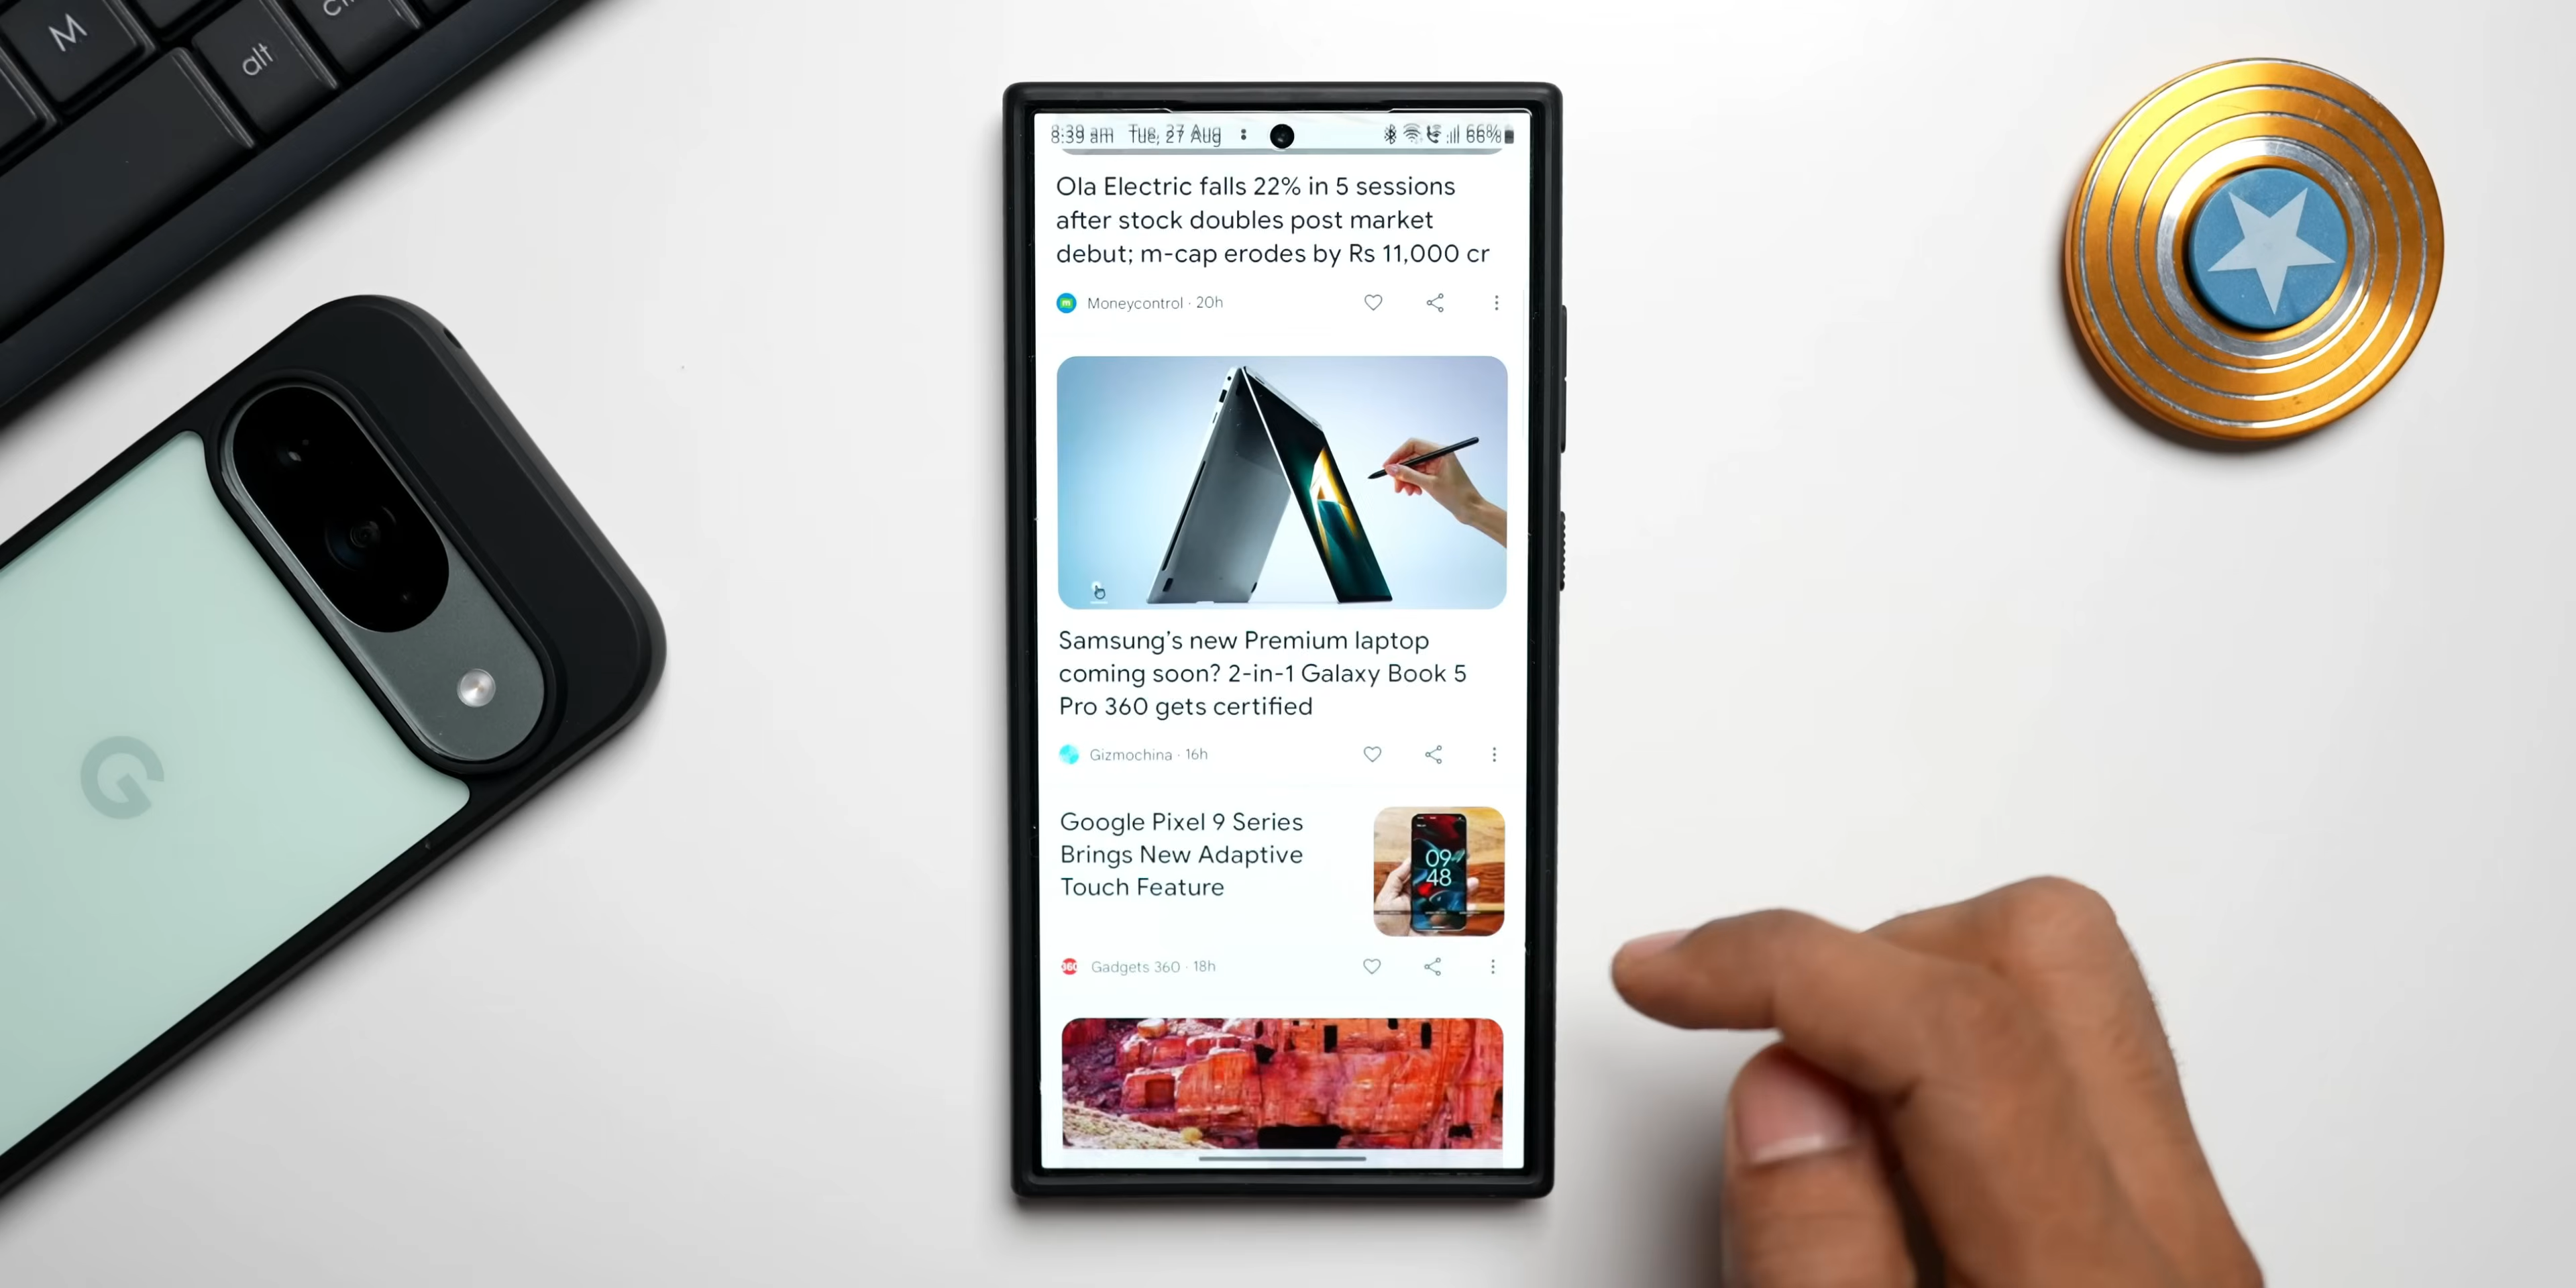 M
alt
8:39 am Tue, 27 Aug
66%
Ola Electric falls 22% in 5 sessions
after stock doubles post market
debut; m-cap erodes by Rs 11,000 cr
m Moneycontrol · 20h
Samsung’s new Premium laptop
coming soon? 2-in-1 Galaxy Book 5
Pro 360 gets certified
Gizmochina · 16h
Google Pixel 9 Series
Brings New Adaptive
Touch Feature
09
48
360 Gadgets 360 · 18h
G